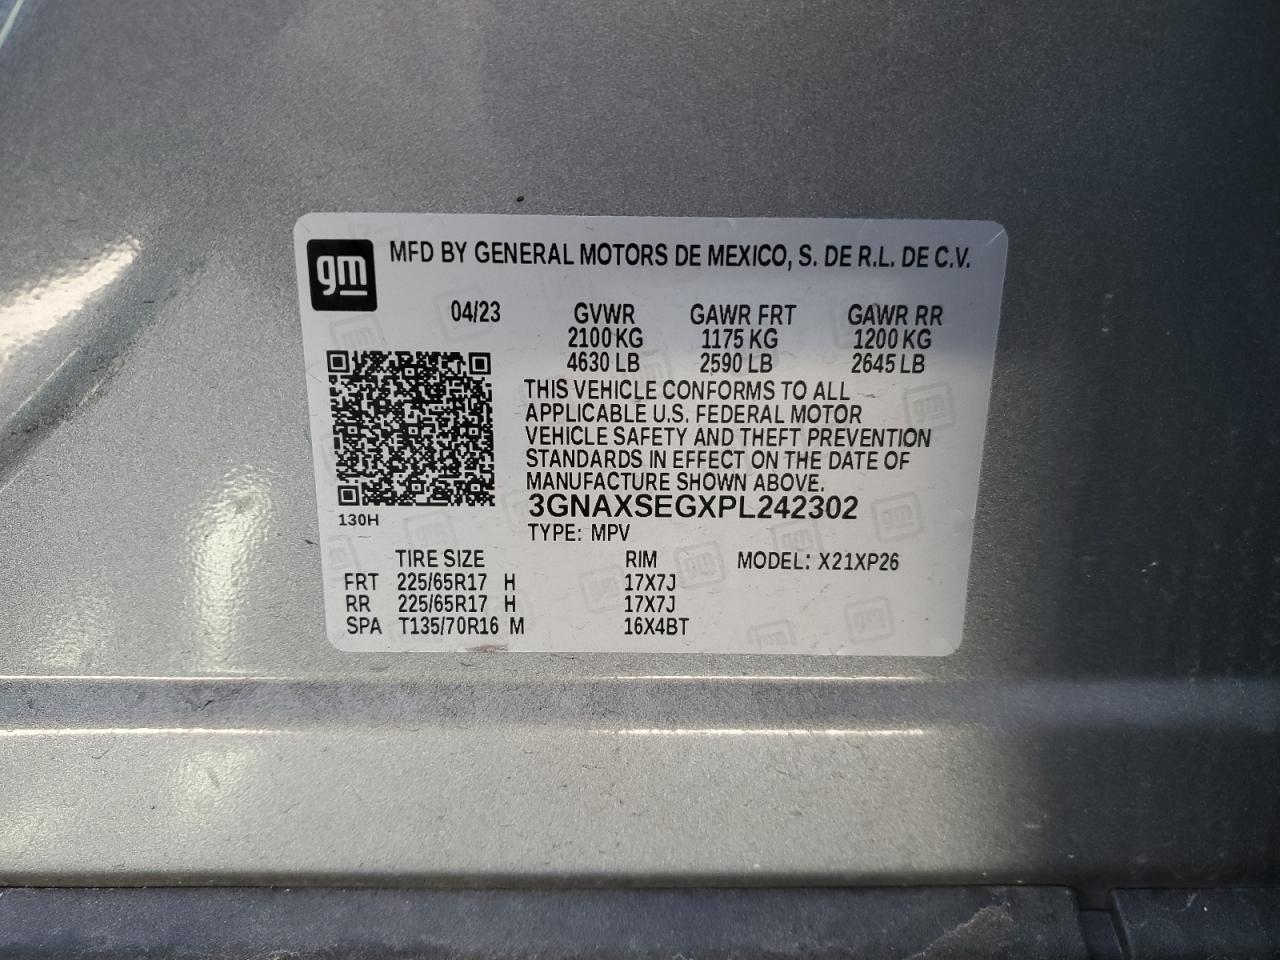 gm
MFD BY GENERAL MOTORS DE MEXICO, S. DE R.L. DE C.V.
04/23 GVWR GAWR FRT GAWR RR
2100 KG 1175 KG 1200 KG
4630 LB 2590 LB 2645 LB
THIS VEHICLE CONFORMS TO ALL
APPLICABLE U.S. FEDERAL MOTOR
VEHICLE SAFETY AND THEFT PREVENTION
STANDARDS IN EFFECT ON THE DATE OF
MANUFACTURE SHOWN ABOVE.
3GNAXSEGXPL242302
130H
TYPE: MPV
TIRE SIZE RIM MODEL: X21XP26
FRT 225/65R17 H 17X7J
RR 225/65R17 H 17X7J
SPA T135/70R16 M 16X4BT